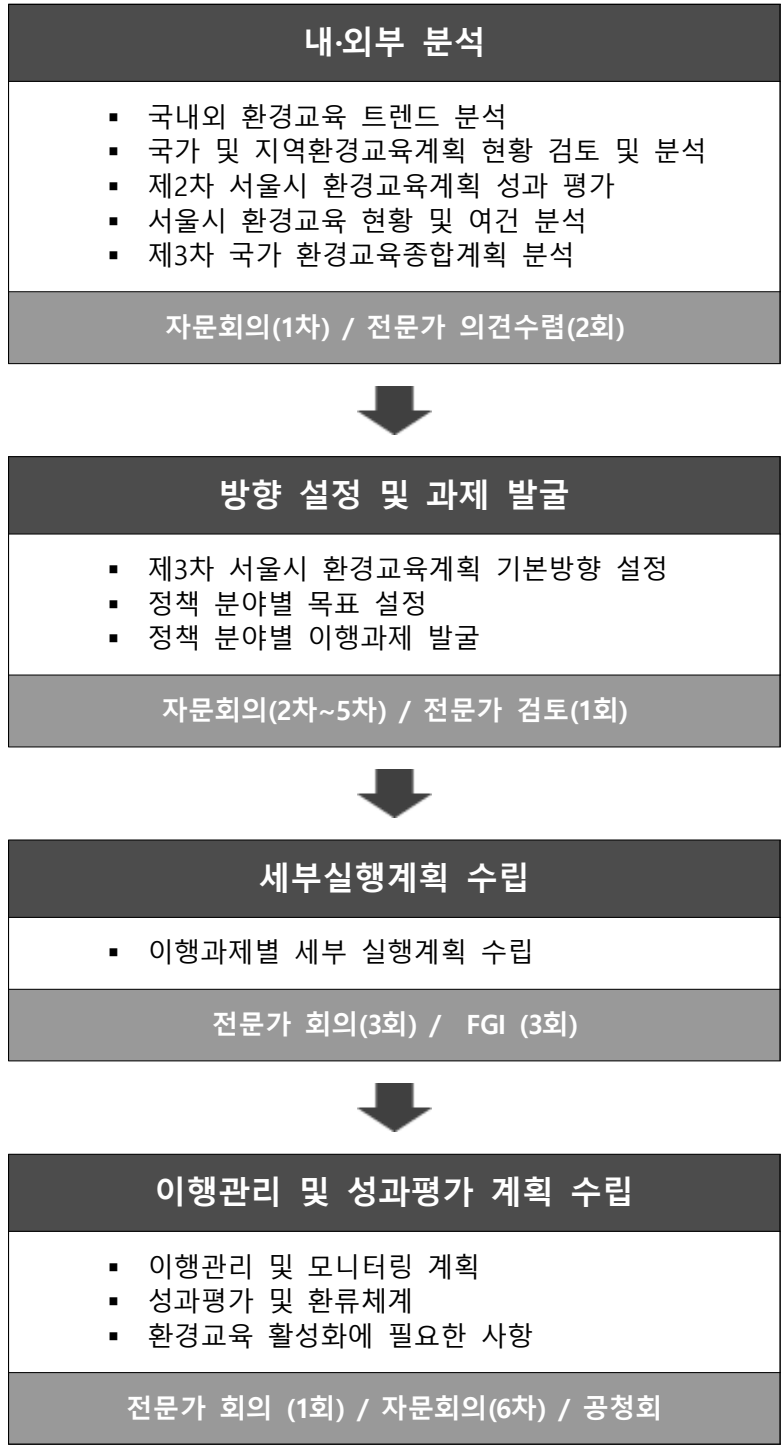 내·외부 분석
▪ 국내외 환경교육 트렌드 분석
▪ 국가 및 지역환경교육계획 현황 검토 및 분석
▪ 제2차 서울시 환경교육계획 성과 평가
▪ 서울시 환경교육 현황 및 여건 분석
▪ 제3차 국가 환경교육종합계획 분석
자문회의(1차) / 전문가 의견수렴(2회)
방향 설정 및 과제 발굴
▪ 제3차 서울시 환경교육계획 기본방향 설정
▪ 정책 분야별 목표 설정
▪ 정책 분야별 이행과제 발굴
자문회의(2차~5차) / 전문가 검토(1회)
세부실행계획 수립
▪ 이행과제별 세부 실행계획 수립
전문가 회의(3회) / FGI (3회)
이행관리 및 성과평가 계획 수립
▪ 이행관리 및 모니터링 계획
▪ 성과평가 및 환류체계
▪ 환경교육 활성화에 필요한 사항
전문가 회의 (1회) / 자문회의(6차) / 공청회